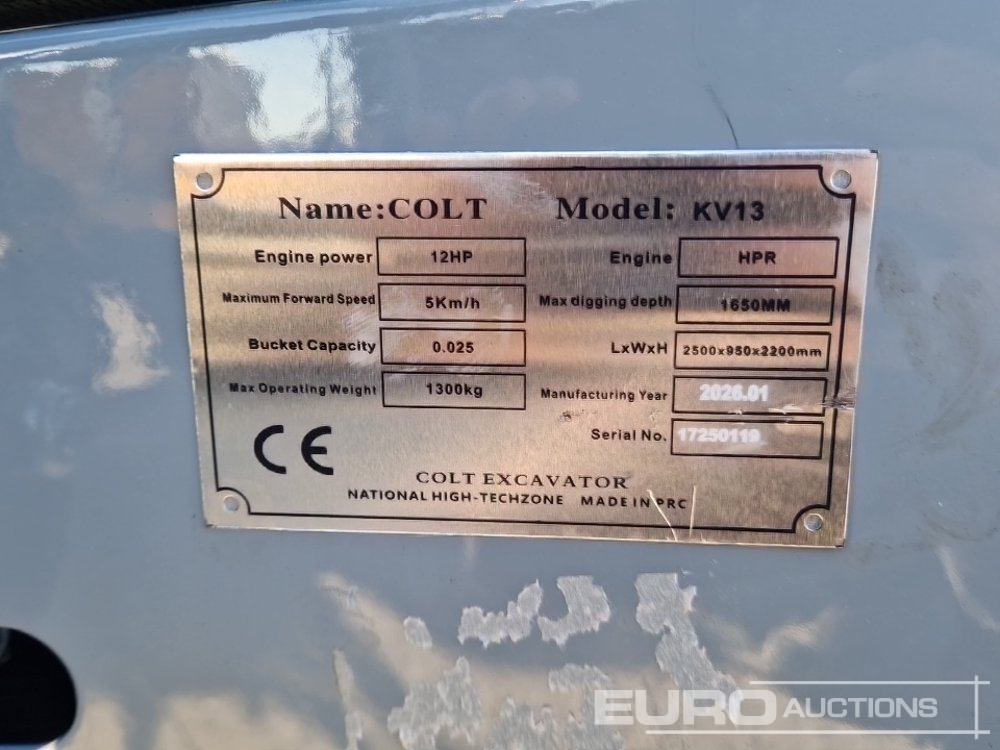 Name:COLT Model: KV13
Engine power 12HP Engine HPR
Maximum Forward Speed 5Km/h Max digging depth 1650MM
Bucket Capacity 0.025 LxWxH 2500x950x2200mm
Max Operating Weight 1300kg Manufacturing Year 2026.01
Serial No. 17250119
CE
COLT EXCAVATOR
NATIONAL HIGH-TECHZONE MADE IN PRC
EURO AUCTIONS